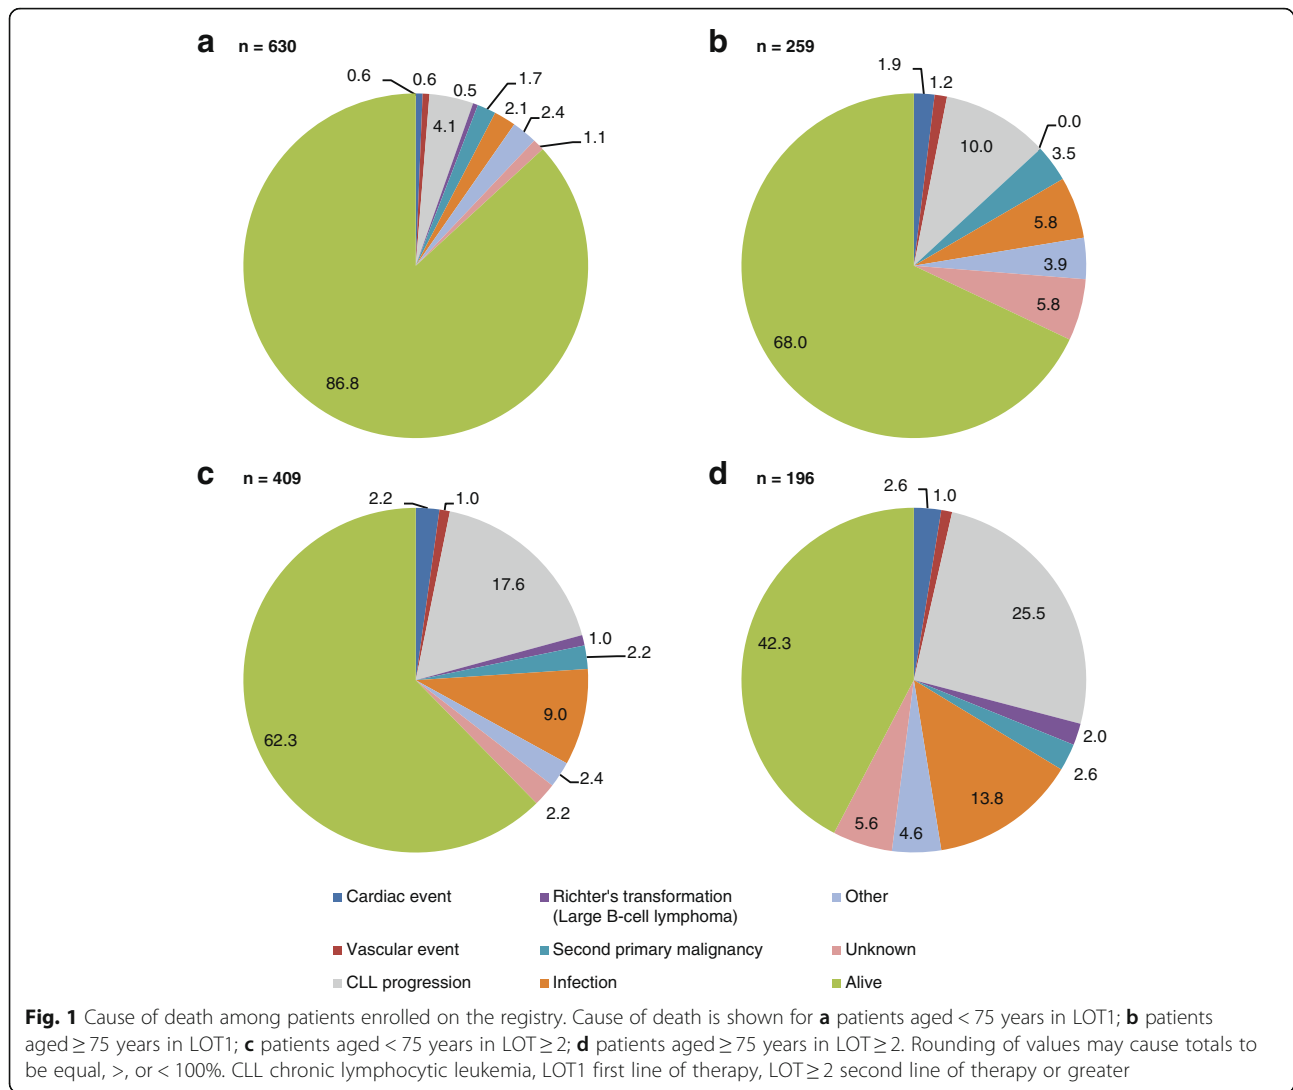 a n = 630
0.6
0.6
4.1
0.5
1.7
2.1
2.4
1.1
86.8
b n = 259
1.9
1.2
10.0
0.0
3.5
5.8
3.9
5.8
68.0
c n = 409
2.2
1.0
17.6
1.0
2.2
9.0
2.4
2.2
62.3
d n = 196
2.6
1.0
25.5
2.0
2.6
13.8
4.6
5.6
42.3
Cardiac event
Richter's transformation
(Large B-cell lymphoma)
Other
Vascular event
Second primary malignancy
Unknown
CLL progression
Infection
Alive
Fig. 1 Cause of death among patients enrolled on the registry. Cause of death is shown for a patients aged < 75 years in LOT1; b patients
aged ≥ 75 years in LOT1; c patients aged < 75 years in LOT ≥ 2; d patients aged ≥ 75 years in LOT ≥ 2. Rounding of values may cause totals to
be equal, >, or < 100%. CLL chronic lymphocytic leukemia, LOT1 first line of therapy, LOT ≥ 2 second line of therapy or greater